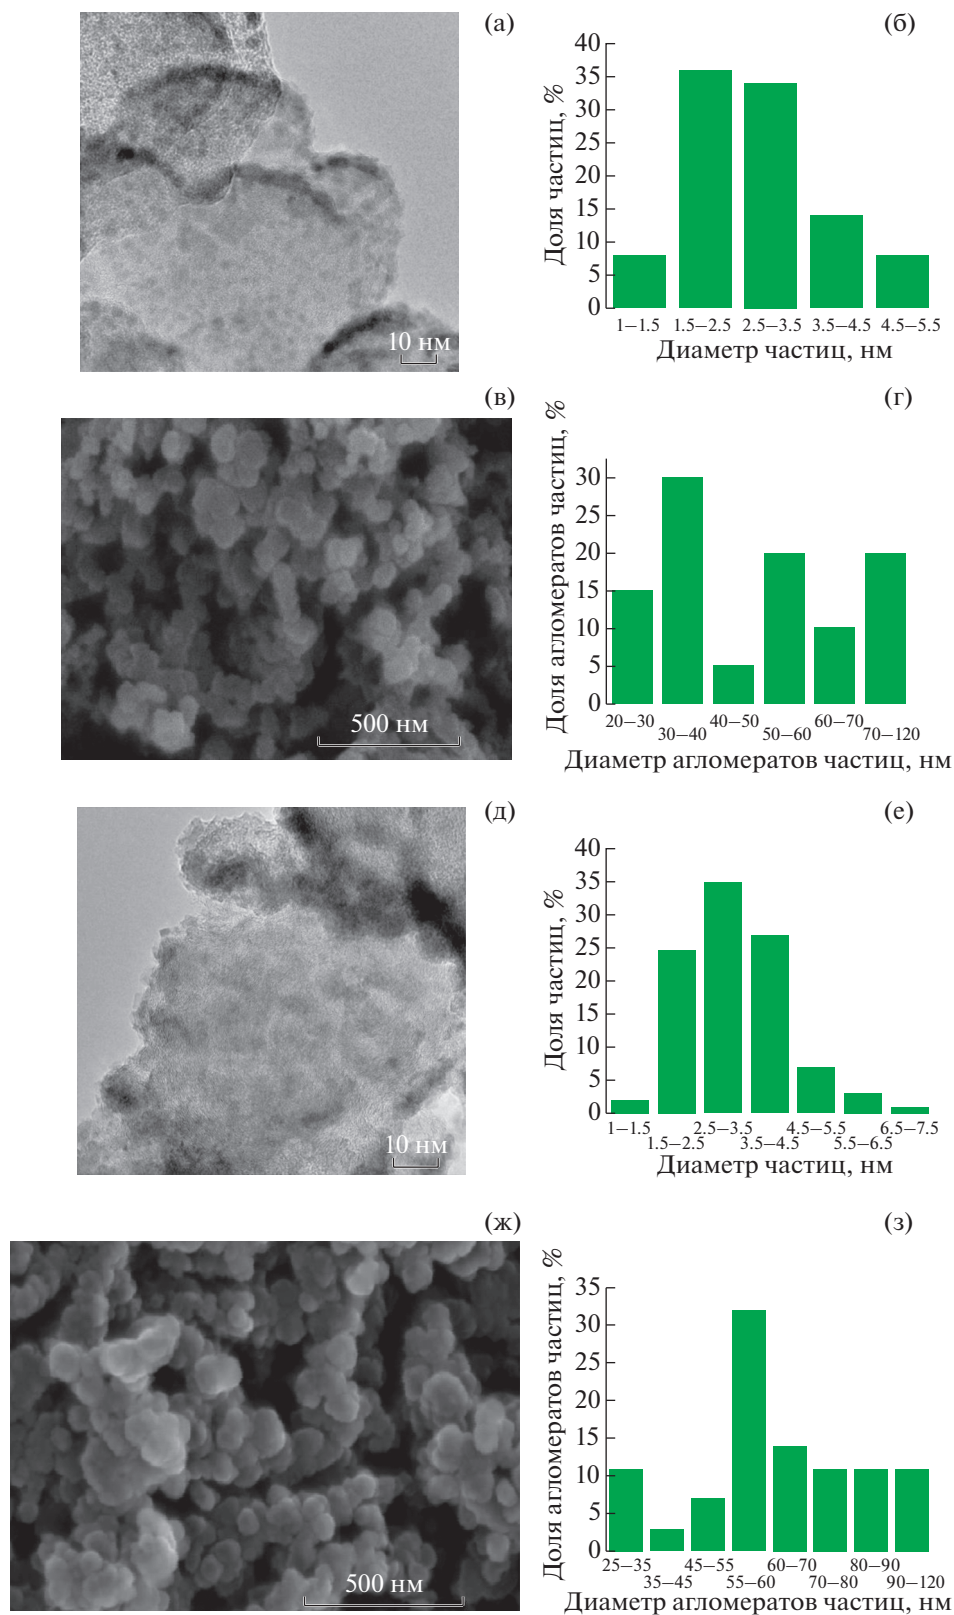 (а)
10 нм
(б)
Доля частиц, %
40
35
30
25
20
15
10
5
0
1–1.5 1.5–2.5 2.5–3.5 3.5–4.5 4.5–5.5
Диаметр частиц, нм
(в)
500 нм
(г)
Доля агломератов частиц, %
30
25
20
15
10
5
0
20–30 40–50 60–70
30–40 50–60 70–120
Диаметр агломератов частиц, нм
(д)
10 нм
(е)
Доля частиц, %
40
35
30
25
20
15
10
5
0
1–1.5 2.5–3.5 4.5–5.5 6.5–7.5
1.5–2.5 3.5–4.5 5.5–6.5
Диаметр частиц, нм
(ж)
500 нм
(з)
Доля агломератов частиц, %
35
30
25
20
15
10
5
0
25–35 45–55 60–70 80–90
35–45 55–60 70–80 90–120
Диаметр агломератов частиц, нм